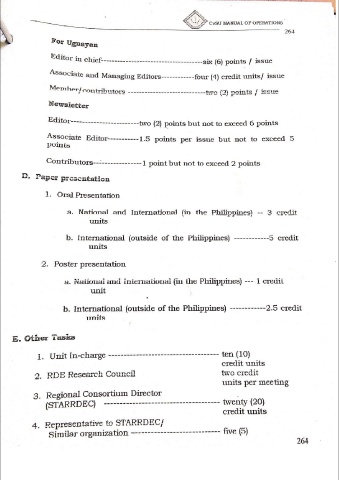 CvSU MANUAL OF OPERATIONS
264
For Ugnayan
Editor in chief----------------------------------six (6) points / issue
Associate and Managing Editors-----------four (4) credit units/ issue
Member/contributors --------------------------two (2) points / issue
Newsletter
Editor-----------------------two (2) points but not to exceed 6 points
Associate Editor-----------1.5 points per issue but not to exceed 5
points
Contributors----------------1 point but not to exceed 2 points
D. Paper presentation
1. Oral Presentation
a. National and International (in the Philippines) -- 3 credit
units
b. International (outside of the Philippines) ------------5 credit
units
2. Poster presentation
a. National and international (in the Philippines) --- 1 credit
unit
b. International (outside of the Philippines) ------------2.5 credit
units
E. Other Tasks
1. Unit In-charge ------------------------------------- ten (10)
credit units
2. RDE Research Council two credit
units per meeting
3. Regional Consortium Director
(STARRDEC) --------------------------------------- twenty (20)
credit units
4. Representative to STARRDEC/
Similar organization ------------------------------ five (5)
264